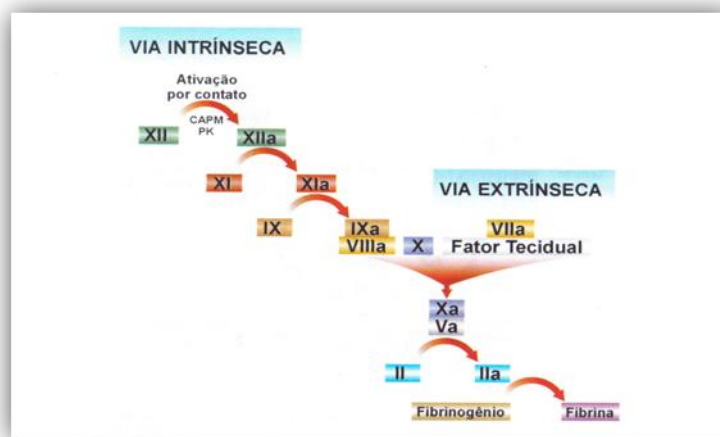 VIA INTRÍNSECA
Ativação
por contato
CAPM
PK
XII
XIIa
XI
XIa
VIA EXTRÍNSECA
IX
IXa
VIIIa
X
VIIa
Fator Tecidual
Xa
Va
II
IIa
Fibrinogênio
Fibrina